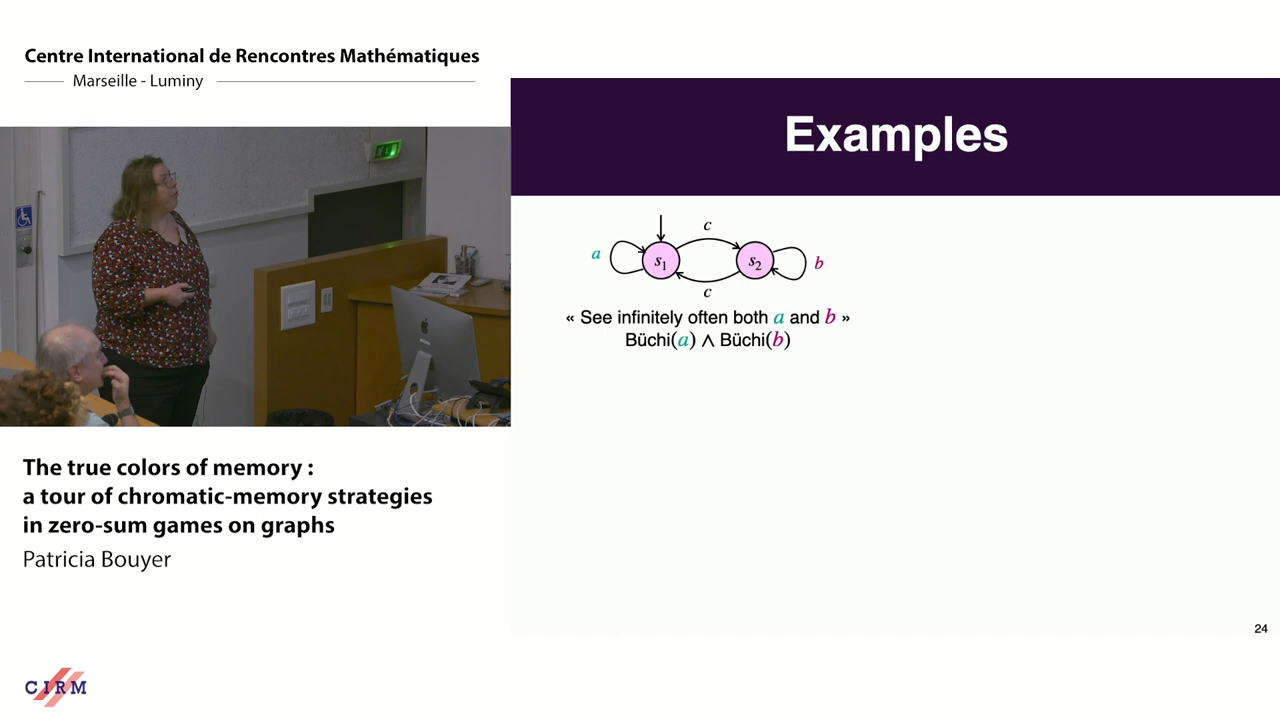 Centre International de Rencontres Mathématiques
Marseille - Luminy
Examples
c
a
s1
s2
b
c
« See infinitely often both a and b »
Büchi(a) ∧ Büchi(b)
The true colors of memory :
a tour of chromatic-memory strategies
in zero-sum games on graphs
Patricia Bouyer
24
CIRM